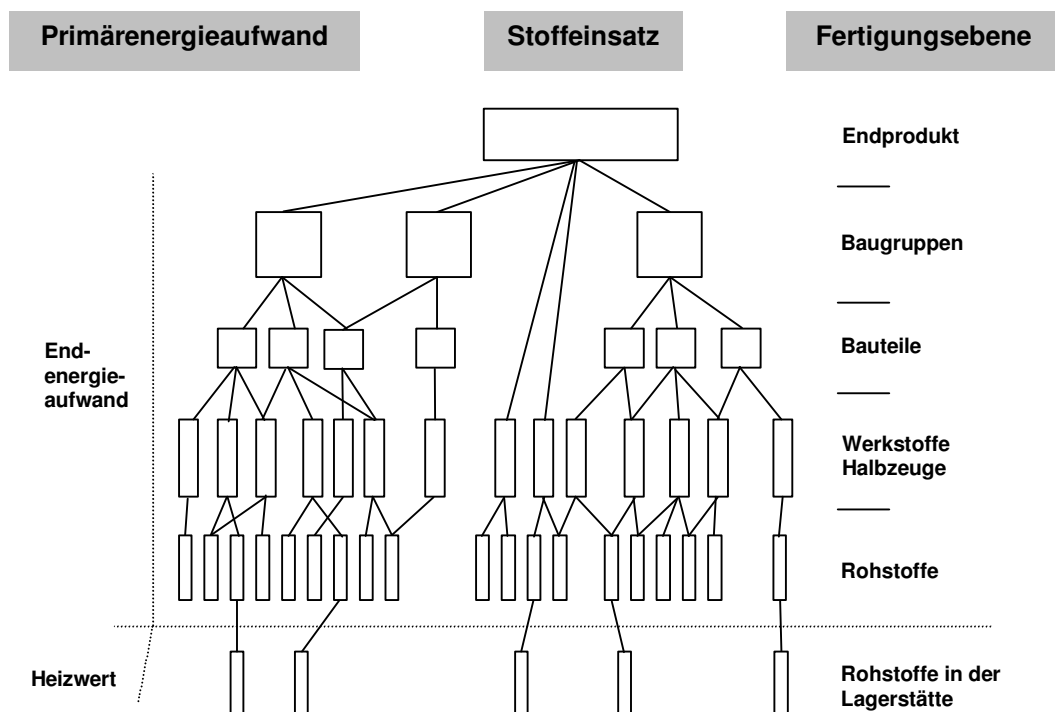 Primärenergieaufwand
Stoffeinsatz
Fertigungsebene
Endprodukt
Baugruppen
Bauteile
End-
energie-
aufwand
Werkstoffe
Halbzeuge
Rohstoffe
Heizwert
Rohstoffe in der
Lagerstätte